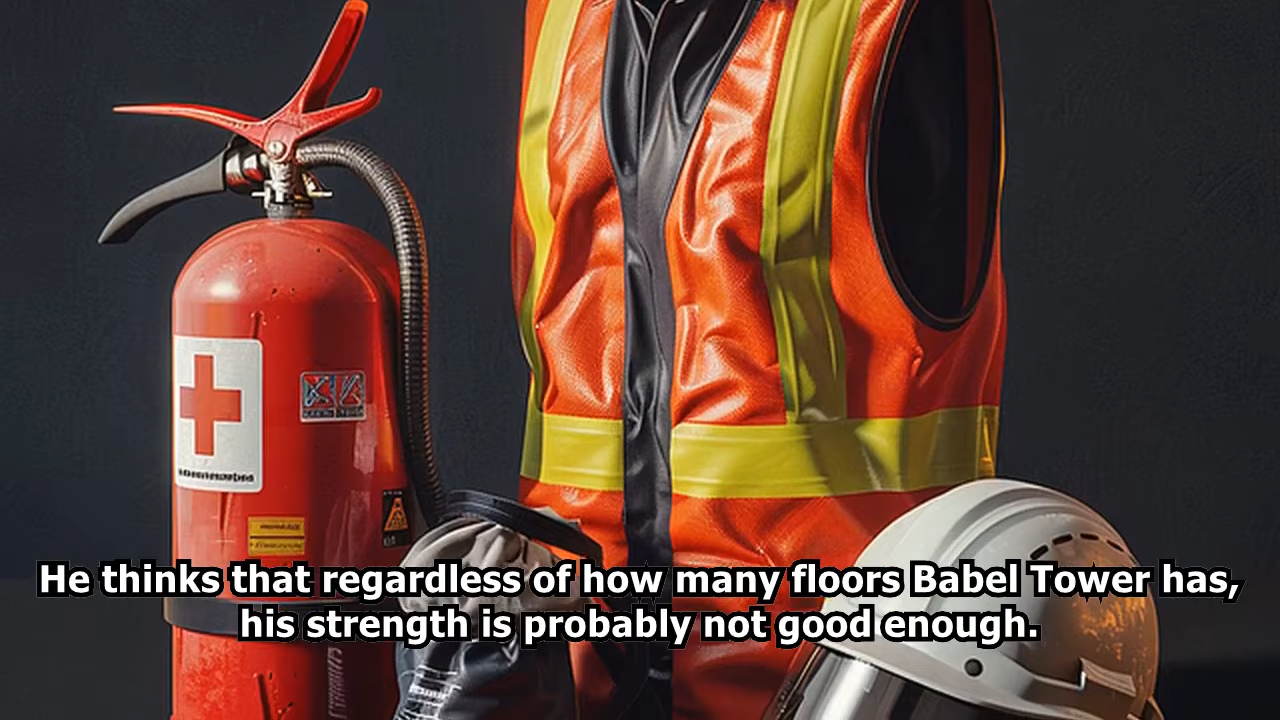 He thinks that regardless of how many floors Babel Tower has,
his strength is probably not good enough.